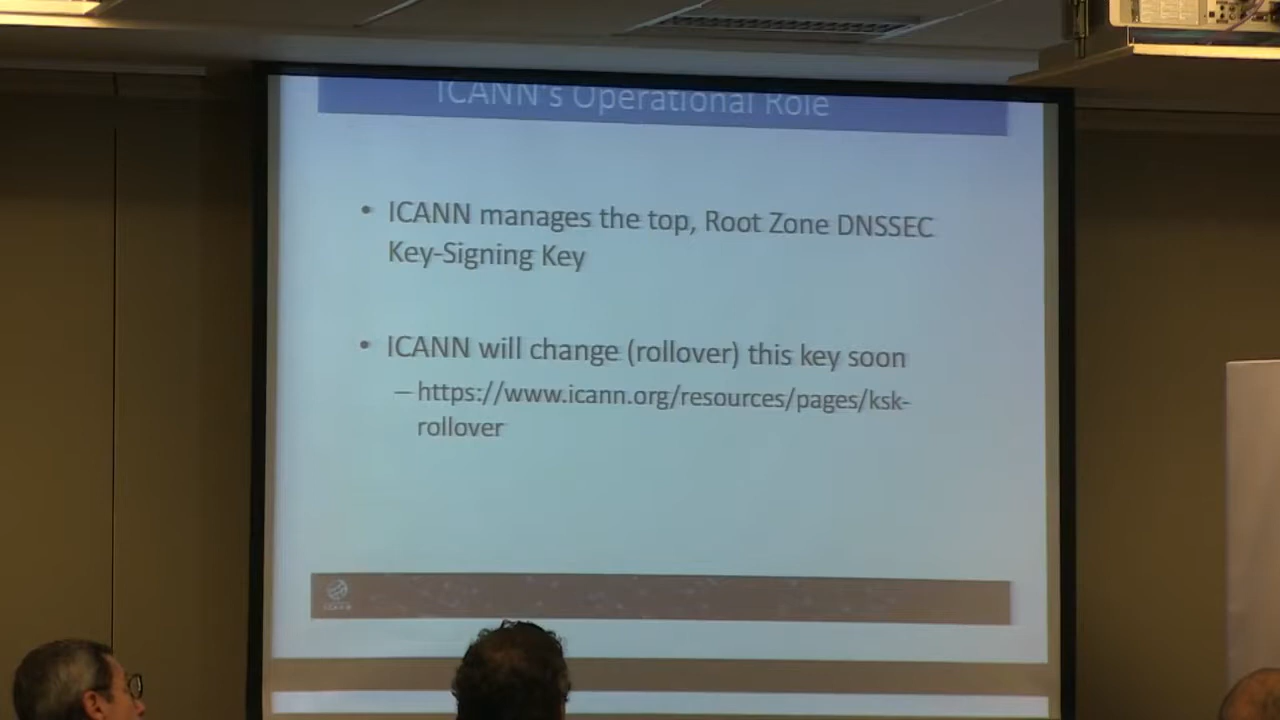 ICANN's Operational Role
• ICANN manages the top, Root Zone DNSSEC
Key-Signing Key
• ICANN will change (rollover) this key soon
– https://www.icann.org/resources/pages/ksk-
rollover
ICANN